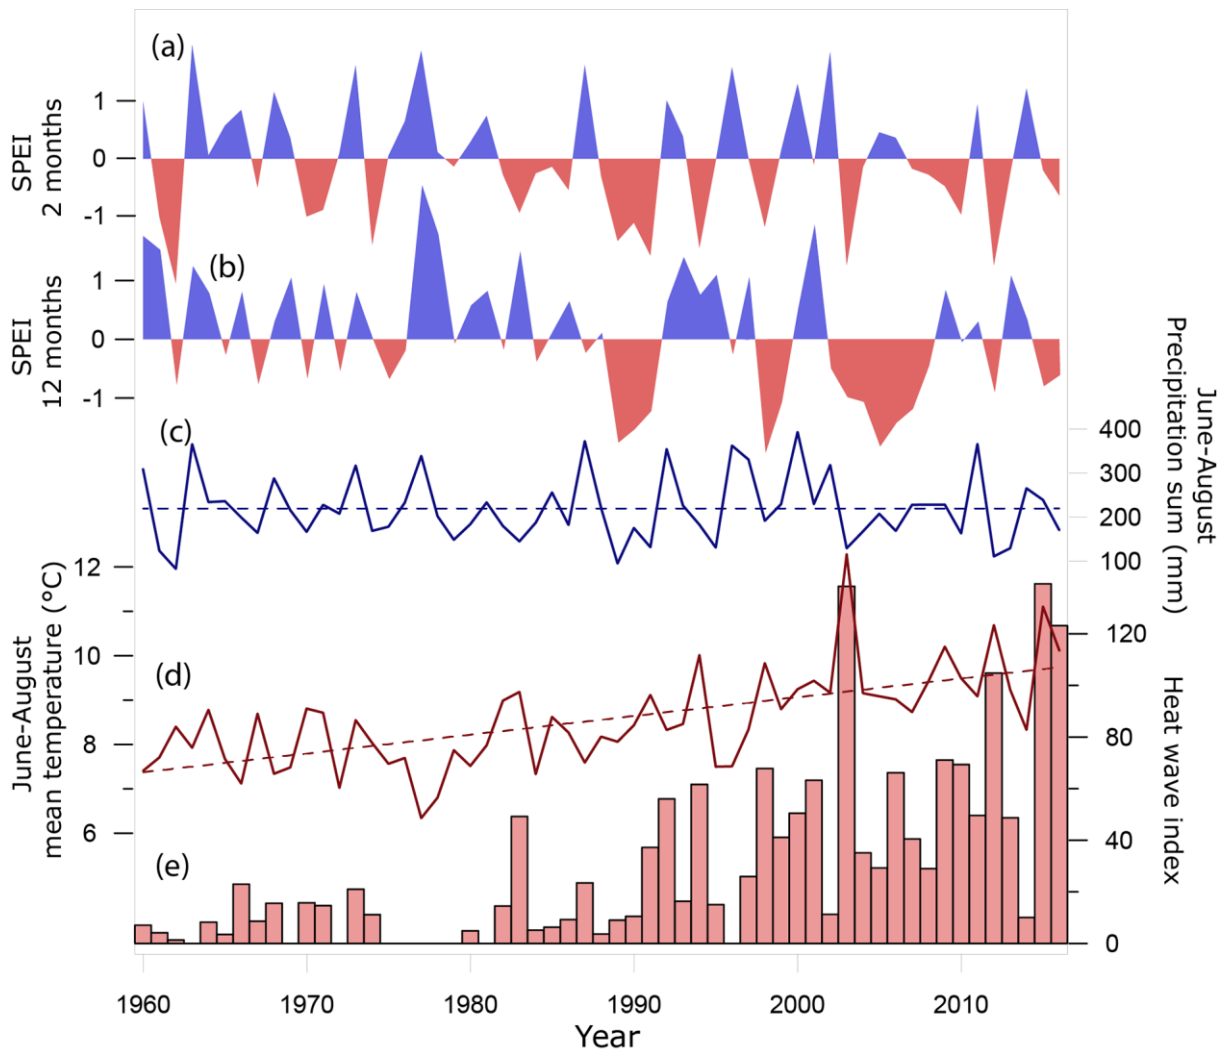 (a)
1
0
-1
SPEI
2 months
(b)
1
0
-1
SPEI
12 months
(c)
400
300
200
100
June-August
Precipitation sum (mm)
12
10
8
6
June-August
mean temperature (°C)
(d)
120
80
40
0
Heat wave index
(e)
1960 1970 1980 1990 2000 2010
Year